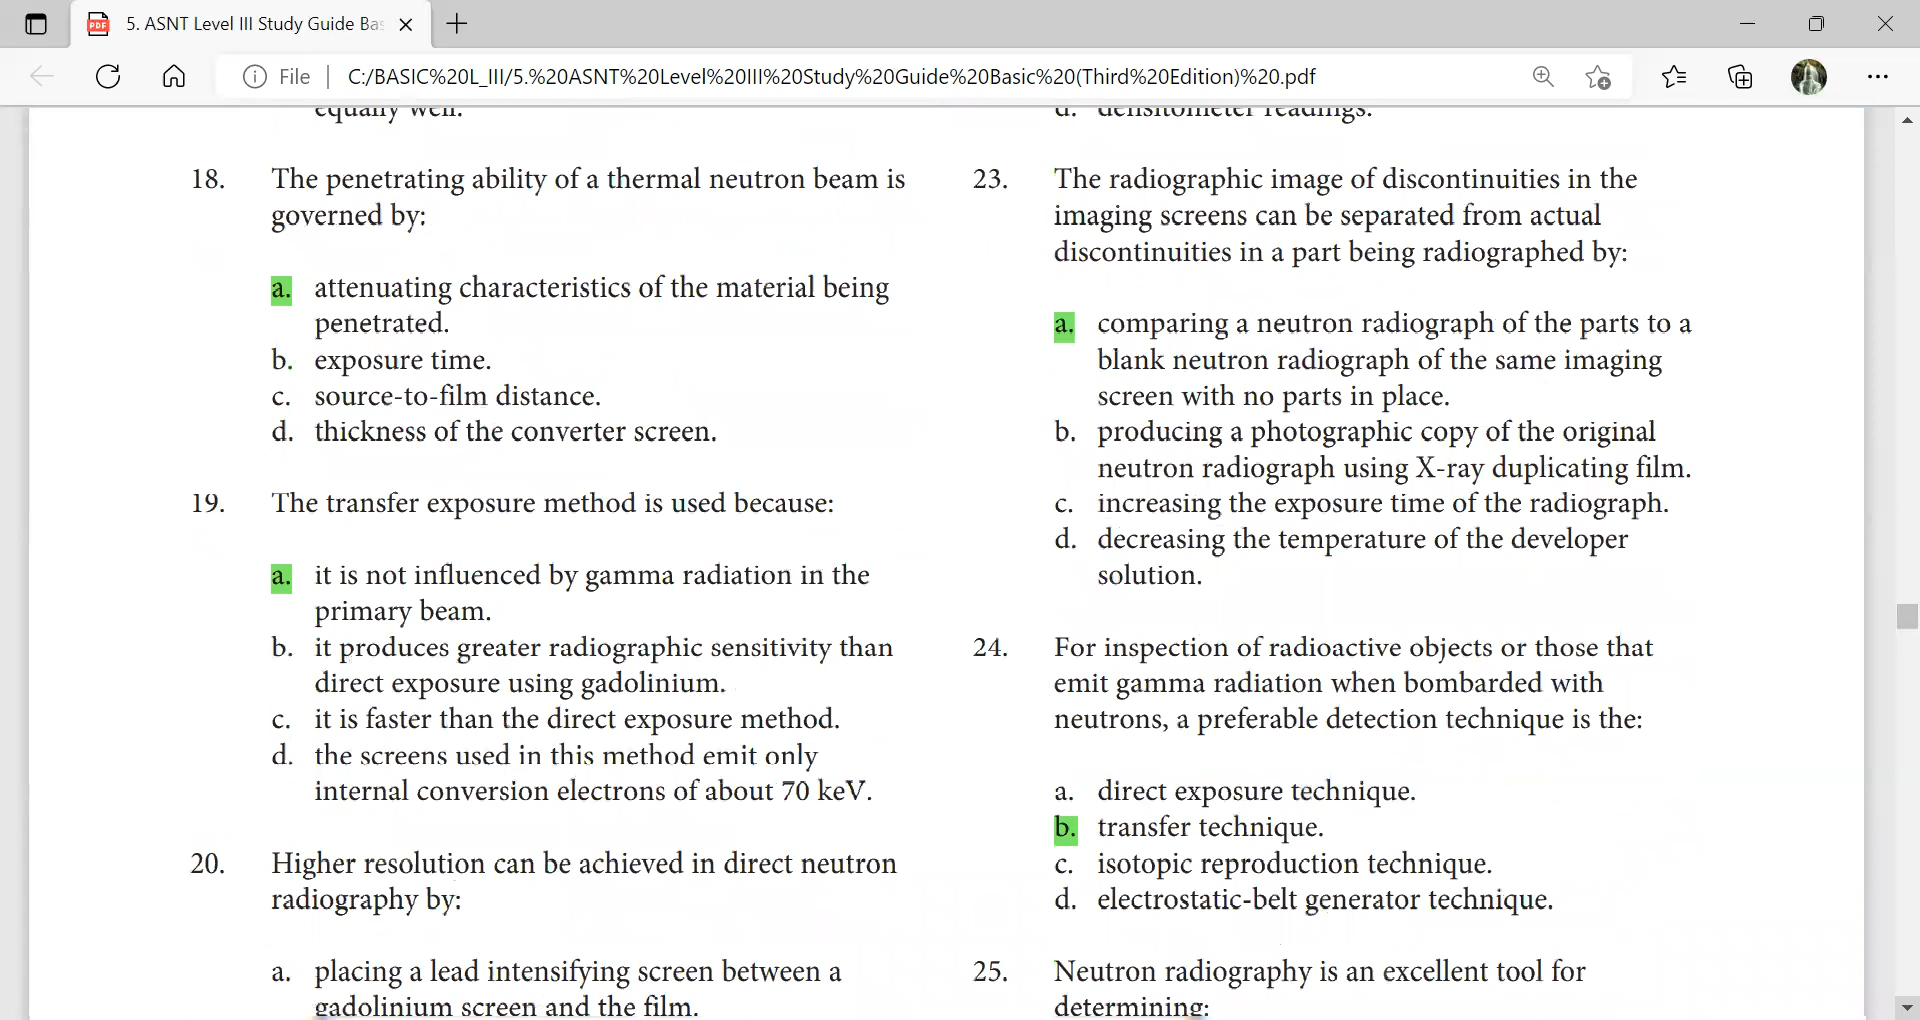 5. ASNT Level III Study Guide Ba
File
C:/BASIC%20L_III/5.%20ASNT%20Level%20III%20Study%20Guide%20Basic%20(Third%20Edition)%20.pdf
equally well.
18. The penetrating ability of a thermal neutron beam is
governed by:
a. attenuating characteristics of the material being
penetrated.
b. exposure time.
c. source-to-film distance.
d. thickness of the converter screen.
19. The transfer exposure method is used because:
a. it is not influenced by gamma radiation in the
primary beam.
b. it produces greater radiographic sensitivity than
direct exposure using gadolinium.
c. it is faster than the direct exposure method.
d. the screens used in this method emit only
internal conversion electrons of about 70 keV.
20. Higher resolution can be achieved in direct neutron
radiography by:
a. placing a lead intensifying screen between a
gadolinium screen and the film.
d. densitometer readings.
23. The radiographic image of discontinuities in the
imaging screens can be separated from actual
discontinuities in a part being radiographed by:
a. comparing a neutron radiograph of the parts to a
blank neutron radiograph of the same imaging
screen with no parts in place.
b. producing a photographic copy of the original
neutron radiograph using X-ray duplicating film.
c. increasing the exposure time of the radiograph.
d. decreasing the temperature of the developer
solution.
24. For inspection of radioactive objects or those that
emit gamma radiation when bombarded with
neutrons, a preferable detection technique is the:
a. direct exposure technique.
b. transfer technique.
c. isotopic reproduction technique.
d. electrostatic-belt generator technique.
25. Neutron radiography is an excellent tool for
determining: